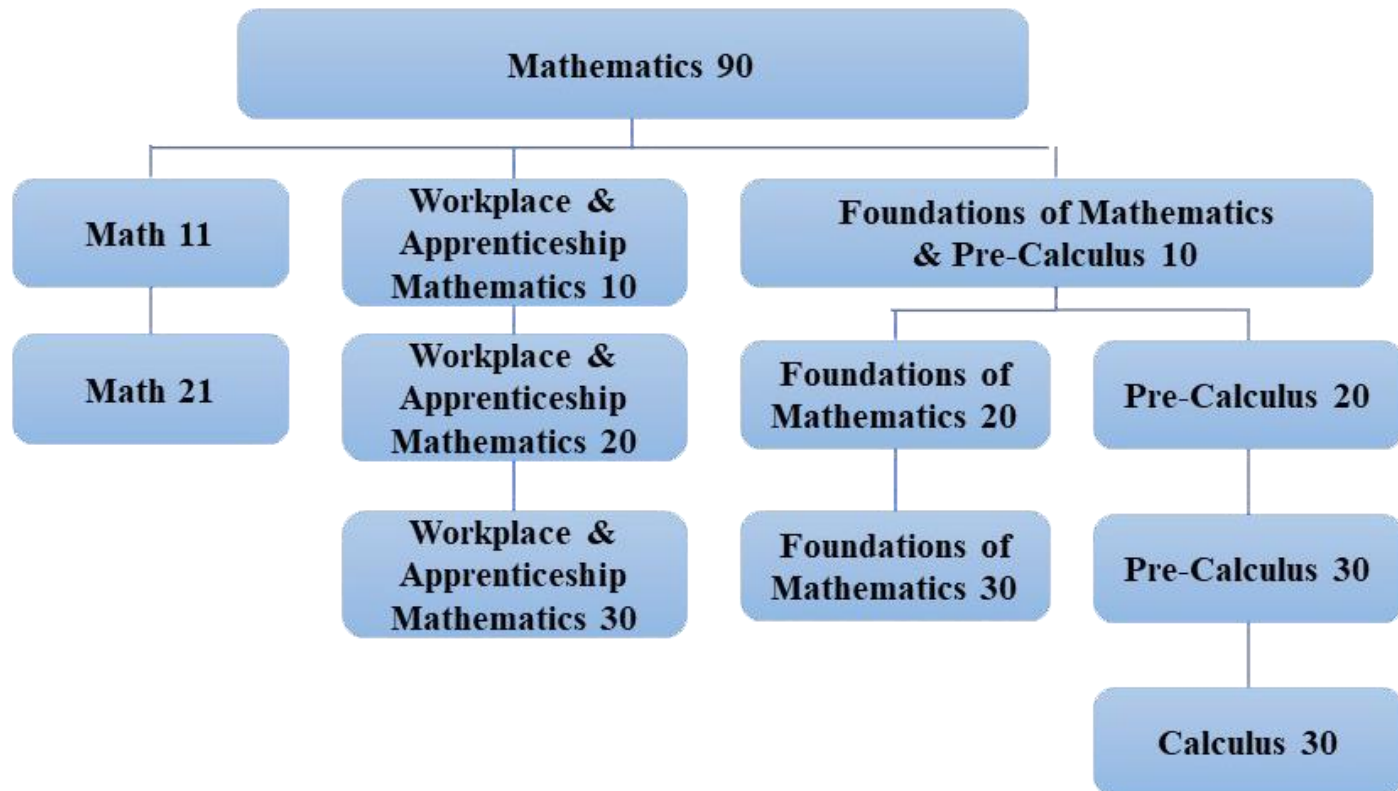 Mathematics 90
Math 11
Workplace &
Apprenticeship
Mathematics 10
Foundations of Mathematics
& Pre-Calculus 10
Math 21
Workplace &
Apprenticeship
Mathematics 20
Foundations of
Mathematics 20
Pre-Calculus 20
Workplace &
Apprenticeship
Mathematics 30
Foundations of
Mathematics 30
Pre-Calculus 30
Calculus 30